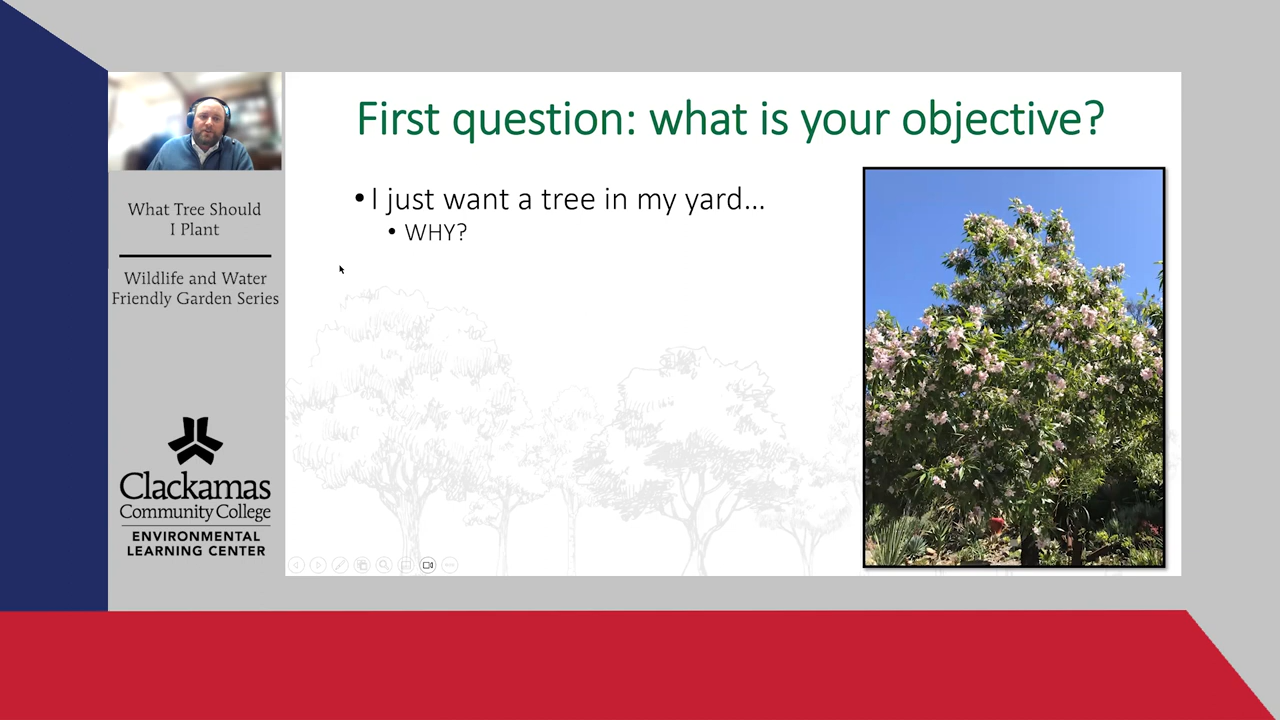 First question: what is your objective?
• I just want a tree in my yard...
• WHY?
What Tree Should
I Plant
Wildlife and Water
Friendly Garden Series
Clackamas
Community College
ENVIRONMENTAL
LEARNING CENTER